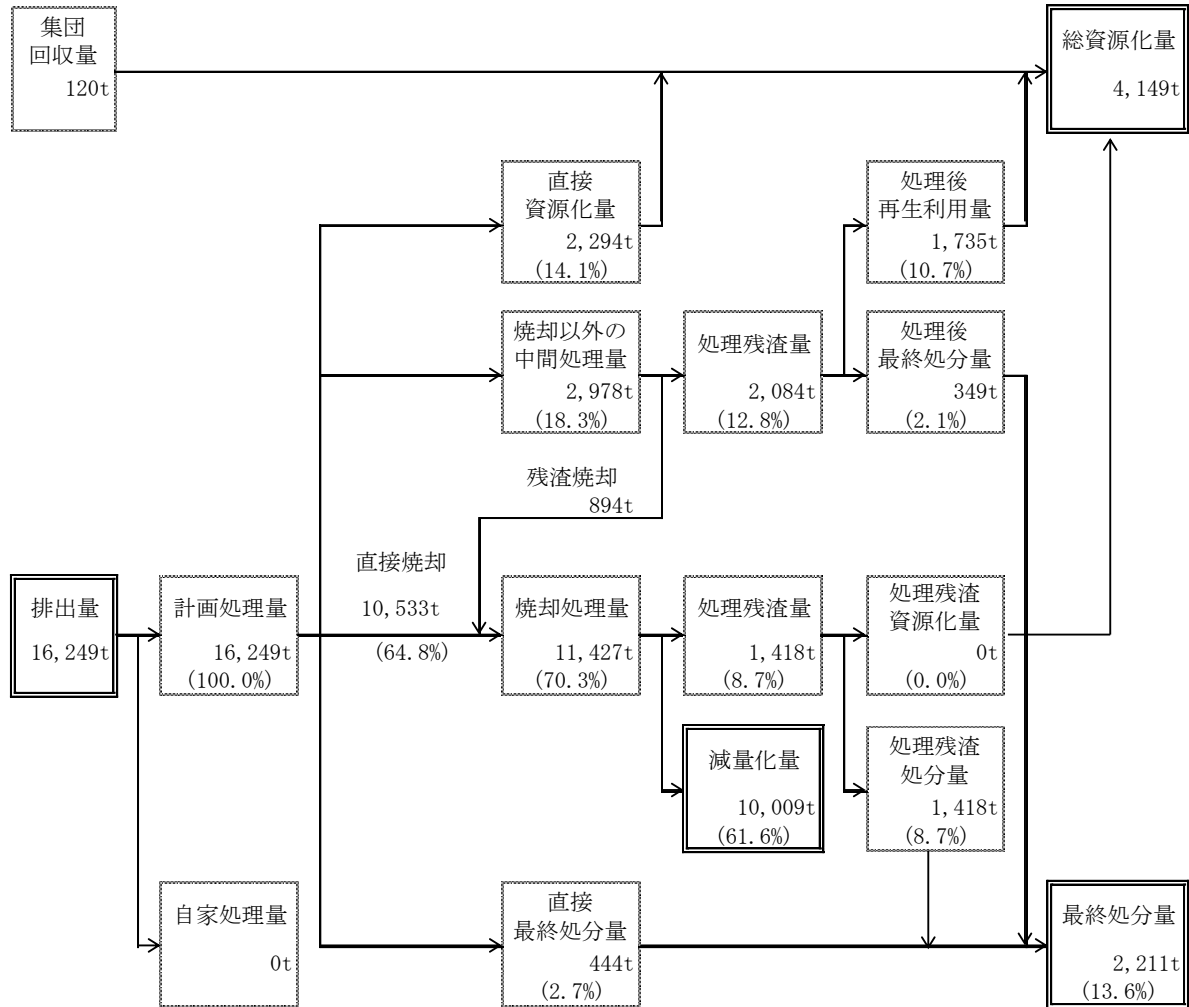 集団
回収量
120t
総資源化量
4,149t
直接
資源化量
2,294t
(14.1%)
処理後
再生利用量
1,735t
(10.7%)
焼却以外の
中間処理量
2,978t
(18.3%)
処理残渣量
2,084t
(12.8%)
処理後
最終処分量
349t
(2.1%)
残渣焼却
894t
排出量
16,249t
計画処理量
16,249t
(100.0%)
直接焼却
10,533t
(64.8%)
焼却処理量
11,427t
(70.3%)
処理残渣量
1,418t
(8.7%)
処理残渣
資源化量
0t
(0.0%)
減量化量
10,009t
(61.6%)
処理残渣
処分量
1,418t
(8.7%)
自家処理量
0t
直接
最終処分量
444t
(2.7%)
最終処分量
2,211t
(13.6%)